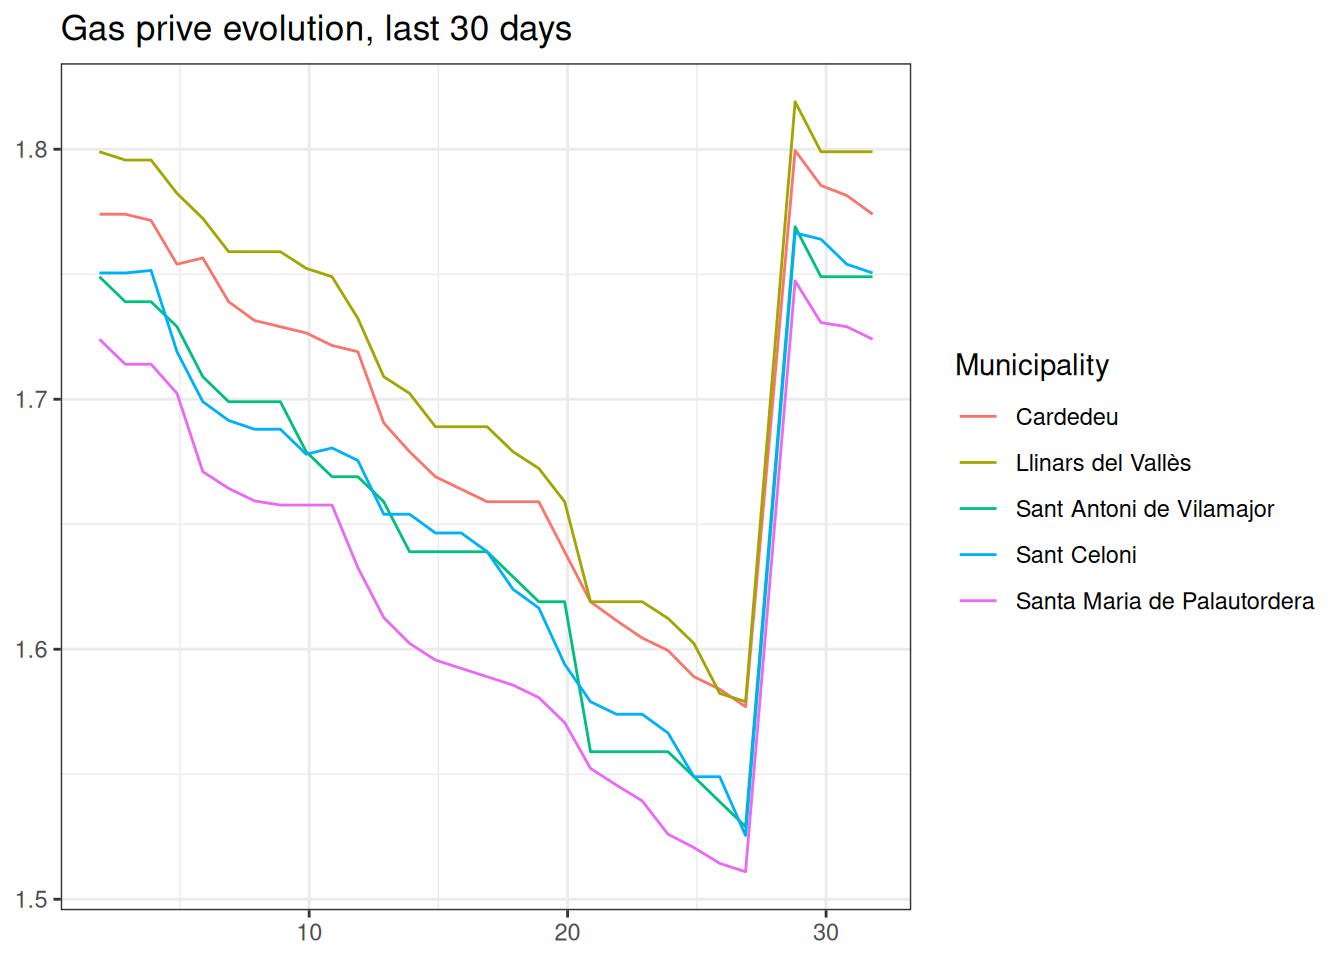 Gas prive evolution, last 30 days
1.8
1.7
1.6
1.5
10
20
30
Municipality
Cardedeu
Llinars del Vallès
Sant Antoni de Vilamajor
Sant Celoni
Santa Maria de Palautordera